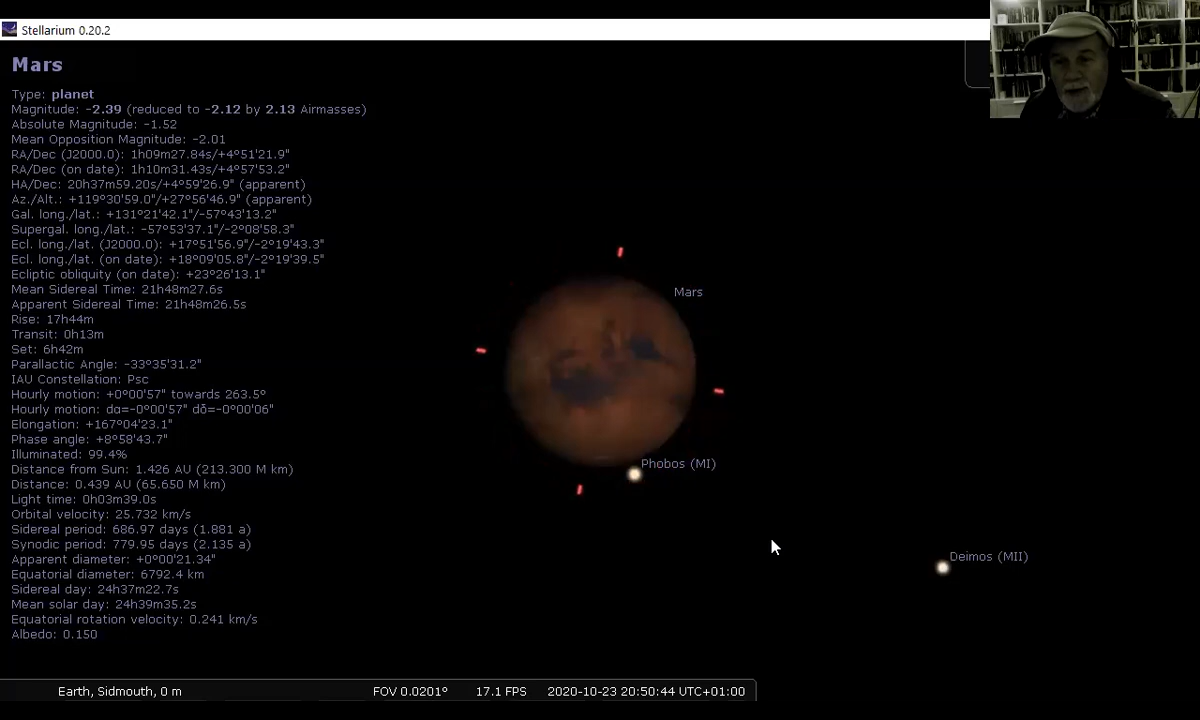 Stellarium 0.20.2
Mars
Type: planet
Magnitude: -2.39 (reduced to -2.12 by 2.13 Airmasses)
Absolute Magnitude: -1.52
Mean Opposition Magnitude: -2.01
RA/Dec (J2000.0): 1h09m27.84s/+4°51'21.9"
RA/Dec (on date): 1h10m31.43s/+4°57'53.2"
HA/Dec: 20h37m59.20s/+4°59'26.9" (apparent)
Az./Alt.: +119°30'59.0"/+27°56'46.9" (apparent)
Gal. long./lat.: +131°21'42.1"/-57°43'13.2"
Supergal. long./lat.: -57°53'37.1"/-2°08'58.3"
Ecl. long./lat. (J2000.0): +17°51'56.9"/-2°19'43.3"
Ecl. long./lat. (on date): +18°09'05.8"/-2°19'39.5"
Ecliptic obliquity (on date): +23°26'13.1"
Mean Sidereal Time: 21h48m27.6s
Apparent Sidereal Time: 21h48m26.5s
Rise: 17h44m
Transit: 0h13m
Set: 6h42m
Parallactic Angle: -33°35'31.2"
IAU Constellation: Psc
Hourly motion: +0°00'57" towards 263.5°
Hourly motion: dα=-0°00'57" dδ=-0°00'06"
Elongation: +167°04'23.1"
Phase angle: +8°58'43.7"
Illuminated: 99.4%
Distance from Sun: 1.426 AU (213.300 M km)
Distance: 0.439 AU (65.650 M km)
Light time: 0h03m39.0s
Orbital velocity: 25.732 km/s
Sidereal period: 686.97 days (1.881 a)
Synodic period: 779.95 days (2.135 a)
Apparent diameter: +0°00'21.34"
Equatorial diameter: 6792.4 km
Sidereal day: 24h37m22.7s
Mean solar day: 24h39m35.2s
Equatorial rotation velocity: 0.241 km/s
Albedo: 0.150
Mars
Phobos (MI)
Deimos (MII)
Earth, Sidmouth, 0 m FOV 0.0201° 17.1 FPS 2020-10-23 20:50:44 UTC+01:00